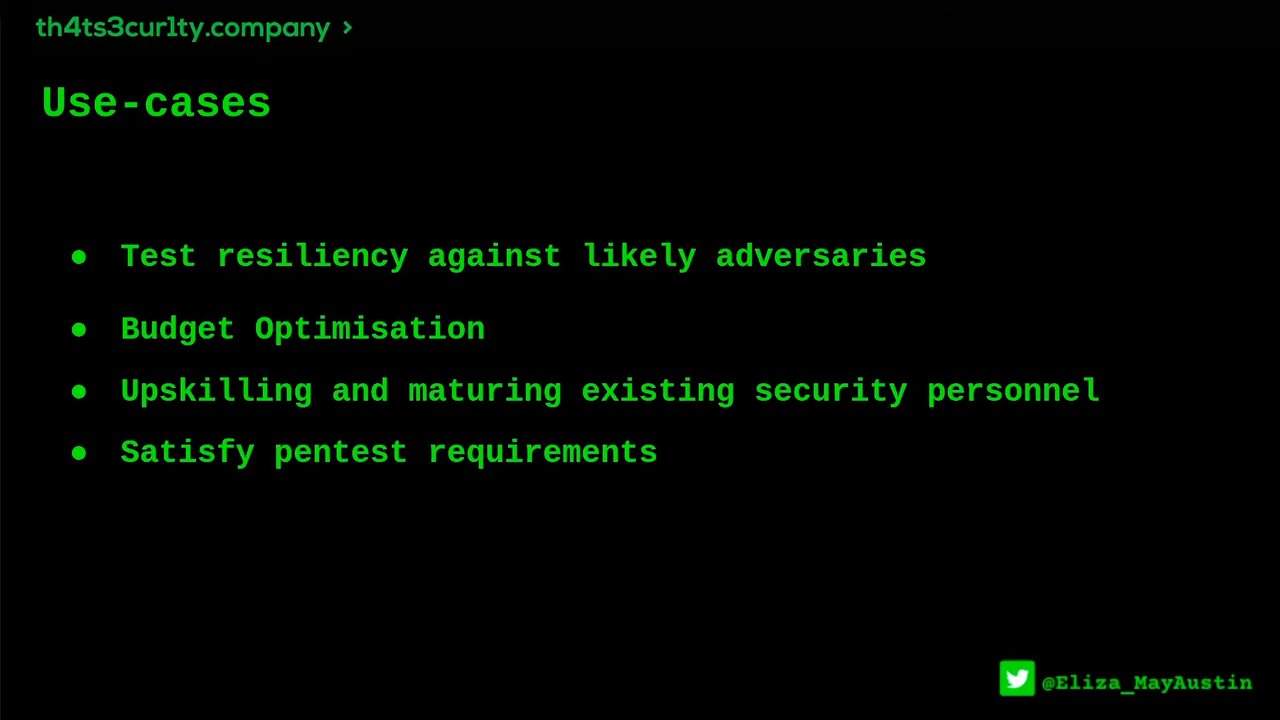 th4ts3cur1ty.company >
Use-cases
● Test resiliency against likely adversaries
● Budget Optimisation
● Upskilling and maturing existing security personnel
● Satisfy pentest requirements
@Eliza_MayAustin